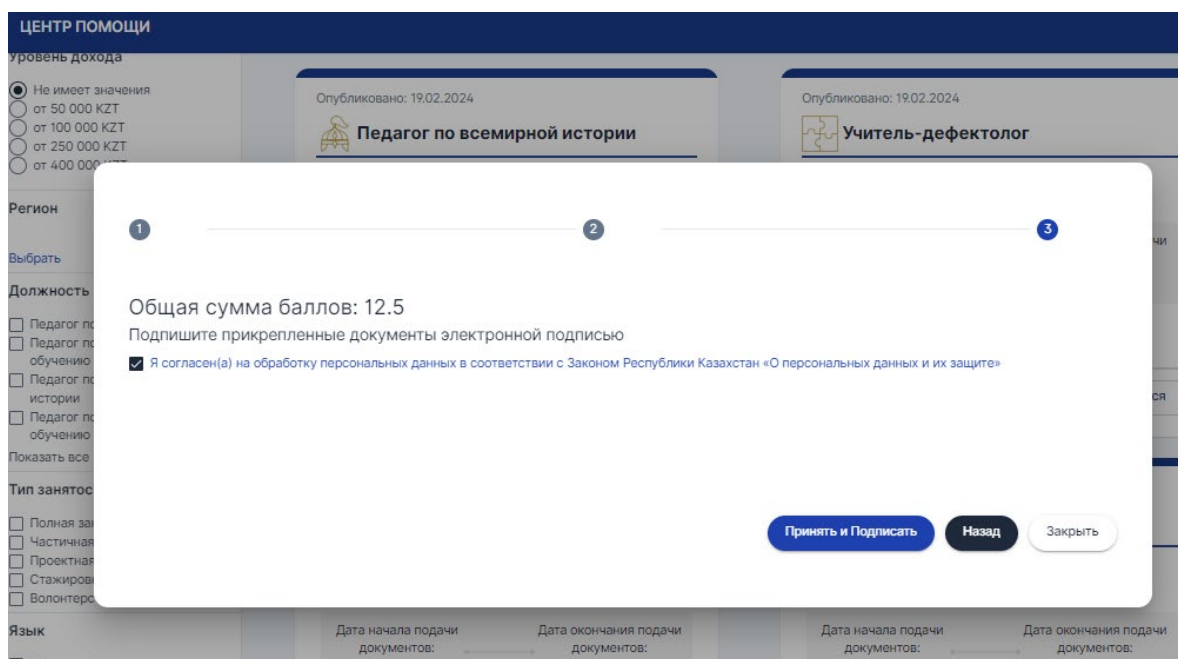 ЦЕНТР ПОМОЩИ
Уровень дохода
Не имеет значения
от 50 000 KZT
от 100 000 KZT
от 250 000 KZT
от 400 000
Регион
Выбрать
Должность
Педагог
Педагог
обучению
Педагог
истории
Педагог
обучению
Показать все
Полная
Частичная
Проектная
Язык
Опубликовано: 19.02.2024
Педагог по всемирной истории
Опубликовано: 19.02.2024
Учитель-дефектолог
1
2
3
Общая сумма баллов: 12.5
Подпишите прикрепленные документы электронной подписью
Я согласен(а) на обработку персональных данных в соответствии с Законом Республики Казахстан «О персональных данных и их защите»
Принять и Подписать
Назад
Закрыть
Дата начала подачи
документов:
Дата окончания подачи
документов:
Дата начала подачи
документов:
Дата окончания подачи
документов: